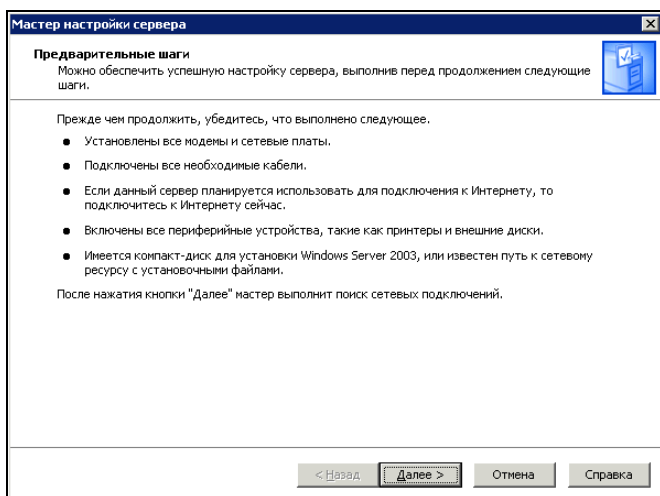 Мастер настройки сервера
Предварительные шаги
Можно обеспечить успешную настройку сервера, выполнив перед продолжением следующие
шаги.
Прежде чем продолжить, убедитесь, что выполнено следующее.
● Установлены все модемы и сетевые платы.
● Подключены все необходимые кабели.
● Если данный сервер планируется использовать для подключения к Интернету, то
подключитесь к Интернету сейчас.
● Включены все периферийные устройства, такие как принтеры и внешние диски.
● Имеется компакт-диск для установки Windows Server 2003, или известен путь к сетевому
ресурсу с установочными файлами.
После нажатия кнопки "Далее" мастер выполнит поиск сетевых подключений.
< Назад Далее > Отмена Справка